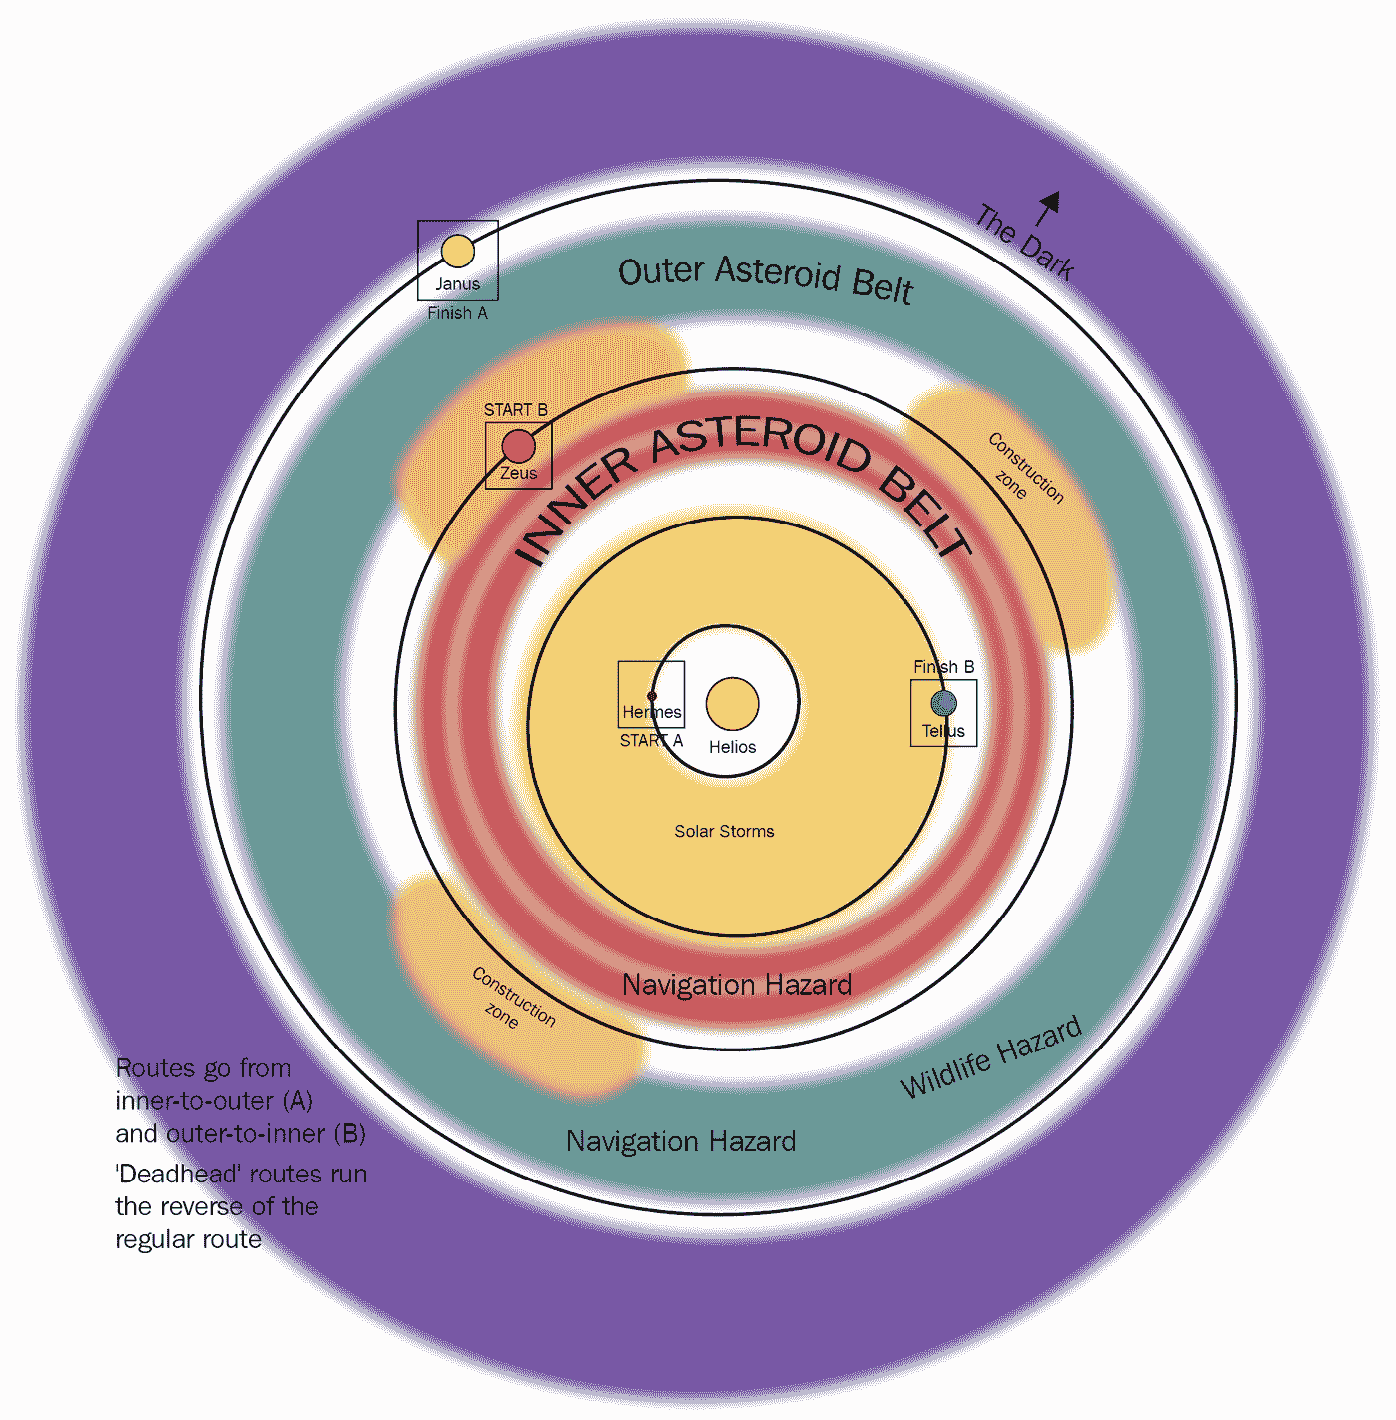 The Dark
Outer Asteroid Belt
Janus
Finish A
START B
Zeus
INNER ASTEROID BELT
Construction
zone
Finish B
Tellus
Hermes
START A
Helios
Solar Storms
Navigation Hazard
Construction
zone
Wildlife Hazard
Navigation Hazard
Routes go from
inner-to-outer (A)
and outer-to-inner (B)
'Deadhead' routes run
the reverse of the
regular route